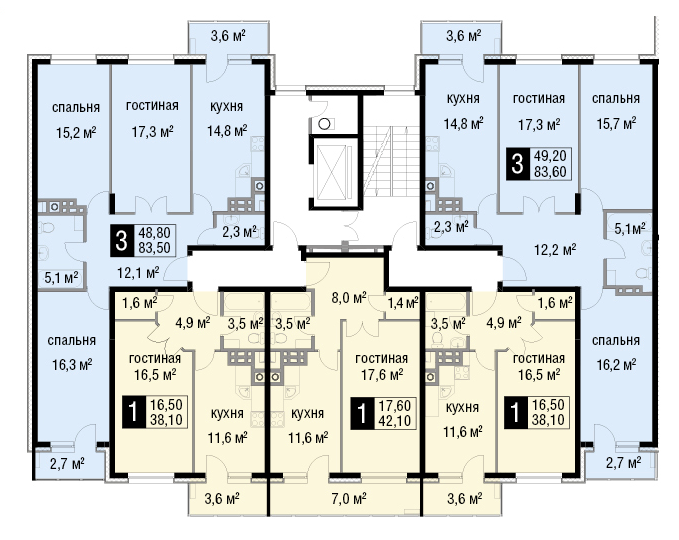 3,6 м²
3,6 м²
спальня
15,2 м²
гостиная
17,3 м²
кухня
14,8 м²
кухня
14,8 м²
гостиная
17,3 м²
спальня
15,7 м²
3
49,20
83,60
3
48,80
83,50
2,3 м²
2,3 м²
5,1м²
12,2 м²
5,1 м²
12,1 м²
1,6 м²
4,9 м²
3,5 м²
3,5 м²
8,0 м²
1,4 м²
3,5 м²
4,9 м²
1,6 м²
спальня
16,3 м²
гостиная
16,5 м²
гостиная
17,6 м²
гостиная
16,5 м²
спальня
16,2 м²
1
16,50
38,10
кухня
11,6 м²
кухня
11,6 м²
1
17,60
42,10
кухня
11,6 м²
1
16,50
38,10
2,7 м²
3,6 м²
7,0 м²
3,6 м²
2,7 м²